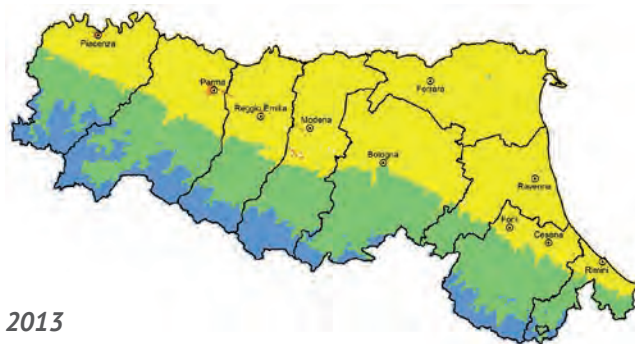 Piacenza
Parma
Reggio Emilia
Modena
Ferrara
Bologna
Ravenna
Forlì
Cesena
Rimini
2013